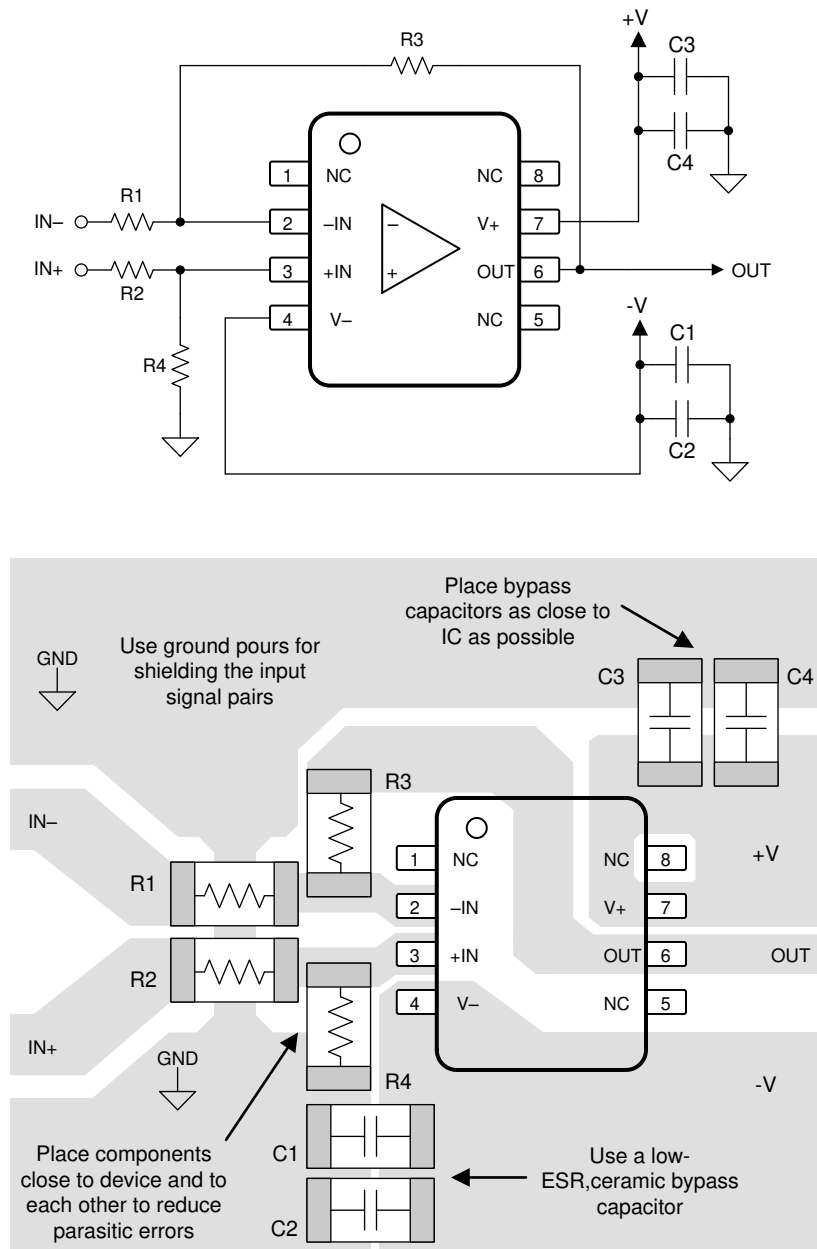 +V
R3
C3
C4
1
NC
NC
8
R1
IN–
2
–IN
–
V+
7
IN+
R2
3
+IN
+
OUT
6
OUT
4
V–
NC
5
-V
C1
R4
C2
Place bypass
capacitors as close to
IC as possible
Use ground pours for
shielding the input
signal pairs
GND
C3
C4
R3
IN–
R1
1
NC
NC
8
+V
2
–IN
V+
7
R2
3
+IN
OUT
6
OUT
4
V–
NC
5
IN+
GND
R4
-V
Place components
close to device and to
each other to reduce
parasitic errors
C1
C2
Use a low-
ESR,ceramic bypass
capacitor